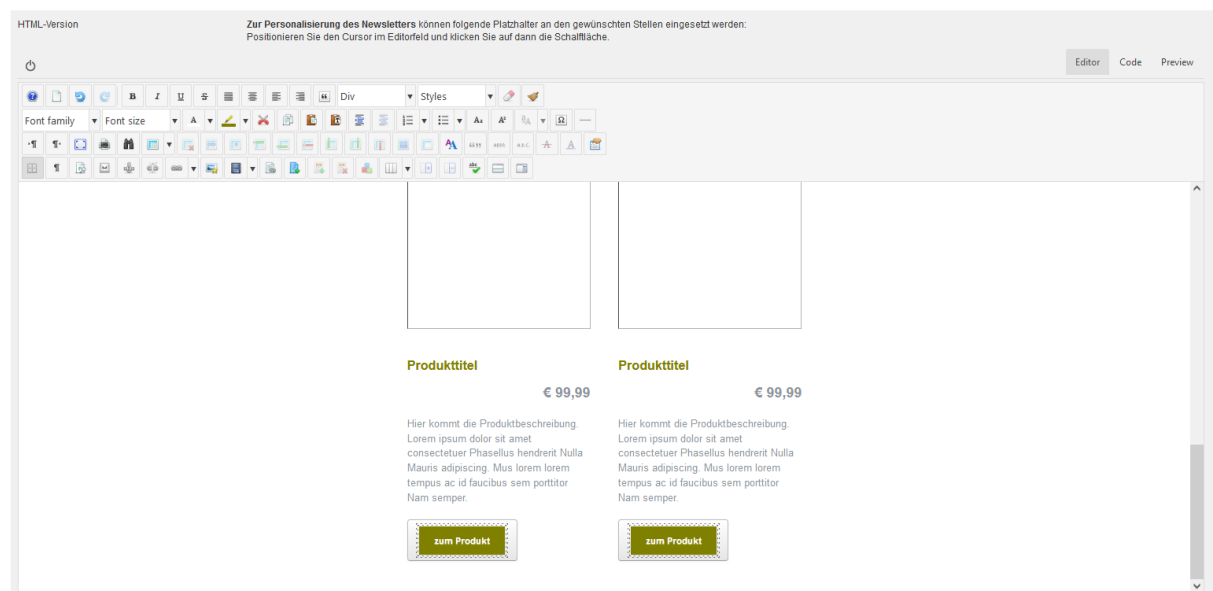 HTML-Version
Zur Personalisierung des Newsletters können folgende Platzhalter an den gewünschten Stellen eingesetzt werden:
Positionieren Sie den Cursor im Editorfeld und klicken Sie auf dann die Schalftläche.
Editor Code Preview
Div Styles
Font family Font size
Produkttitel Produkttitel
€ 99,99 € 99,99
Hier kommt die Produktbeschreibung. Hier kommt die Produktbeschreibung.
Lorem ipsum dolor sit amet Lorem ipsum dolor sit amet
consectetuer Phasellus hendrerit Nulla consectetuer Phasellus hendrerit Nulla
Mauris adipiscing. Mus lorem lorem Mauris adipiscing. Mus lorem lorem
tempus ac id faucibus sem porttitor tempus ac id faucibus sem porttitor
Nam semper. Nam semper.
zum Produkt zum Produkt